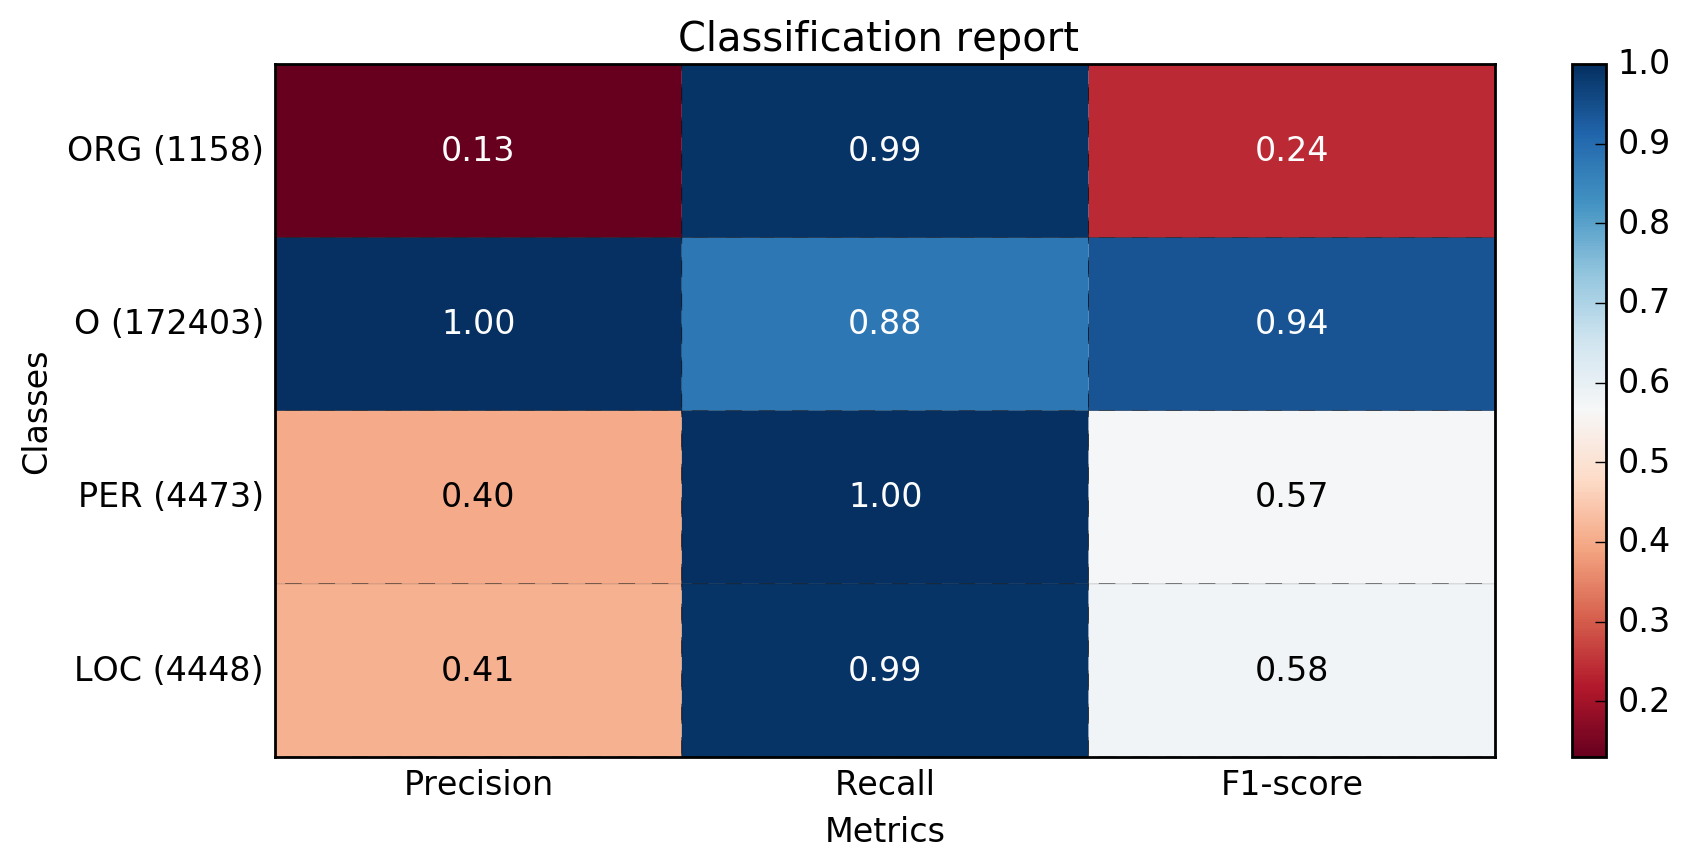 Classification report
ORG (1158) 0.13 0.99 0.24
O (172403) 1.00 0.88 0.94
PER (4473) 0.40 1.00 0.57
LOC (4448) 0.41 0.99 0.58
Precision Recall F1-score
Metrics
Classes
1.0
0.9
0.8
0.7
0.6
0.5
0.4
0.3
0.2